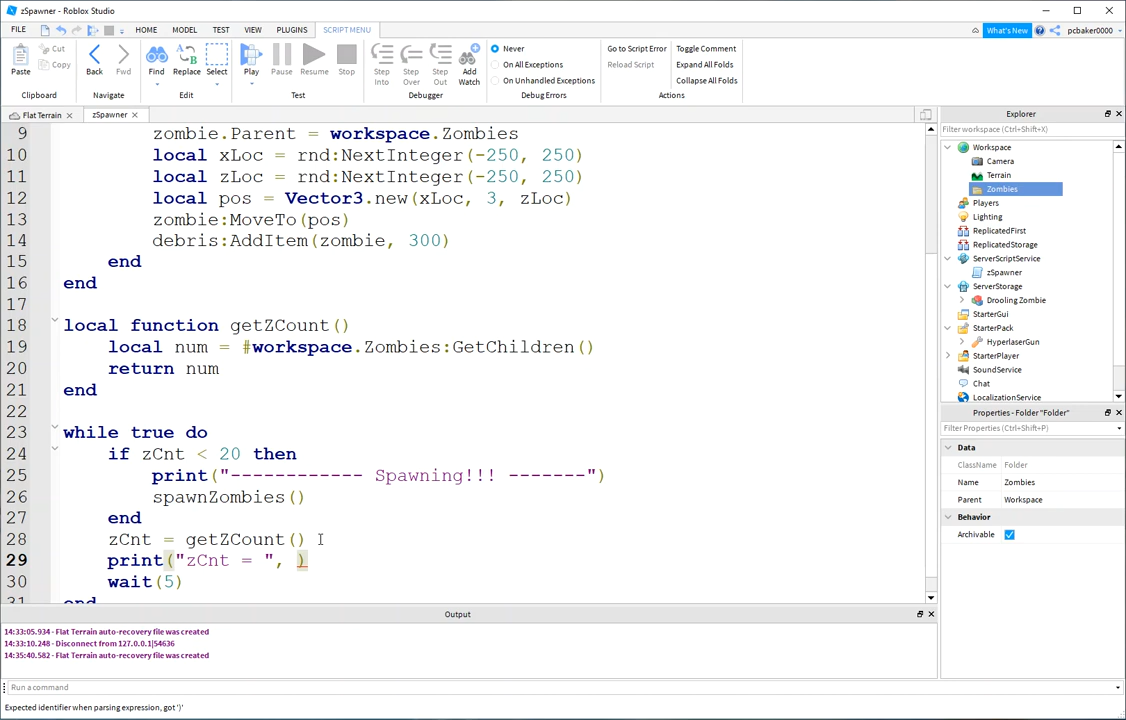 zSpawner - Roblox Studio
FILE HOME MODEL TEST VIEW PLUGINS SCRIPT MENU What's New pcbaker0000
Paste Cut Copy Back Fwd Find Replace Select Play Pause Resume Stop Step Into Step Over Step Out Add Watch Never On All Exceptions On Unhandled Exceptions Go to Script Error Reload Script Toggle Comment Expand All Folds Collapse All Folds
Clipboard Navigate Edit Test Debugger Debug Errors Actions
Flat Terrain zSpawner
9 zombie.Parent = workspace.Zombies
10 local xLoc = rnd:NextInteger(-250, 250)
11 local zLoc = rnd:NextInteger(-250, 250)
12 local pos = Vector3.new(xLoc, 3, zLoc)
13 zombie:MoveTo(pos)
14 debris:AddItem(zombie, 300)
15 end
16 end
17
18 local function getZCount()
19 local num = #workspace.Zombies:GetChildren()
20 return num
21 end
22
23 while true do
24 if zCnt < 20 then
25 print("------------ Spawning!!! -------")
26 spawnZombies()
27 end
28 zCnt = getZCount()
29 print("zCnt = ", )
30 wait(5)
31 end
Explorer
Filter workspace (Ctrl+Shift+X)
Workspace
Camera
Terrain
Zombies
Players
Lighting
ReplicatedFirst
ReplicatedStorage
ServerScriptService
zSpawner
ServerStorage
Drooling Zombie
StarterGui
StarterPack
HyperlaserGun
StarterPlayer
SoundService
Chat
LocalizationService
Properties - Folder "Folder"
Filter Properties (Ctrl+Shift+P)
Data
ClassName Folder
Name Zombies
Parent Workspace
Behavior
Archivable
Output
14:33:05.934 - Flat Terrain auto-recovery file was created
14:33:10.248 - Disconnect from 127.0.0.1|54636
14:35:40.582 - Flat Terrain auto-recovery file was created
Run a command
Expected identifier when parsing expression, got ')'